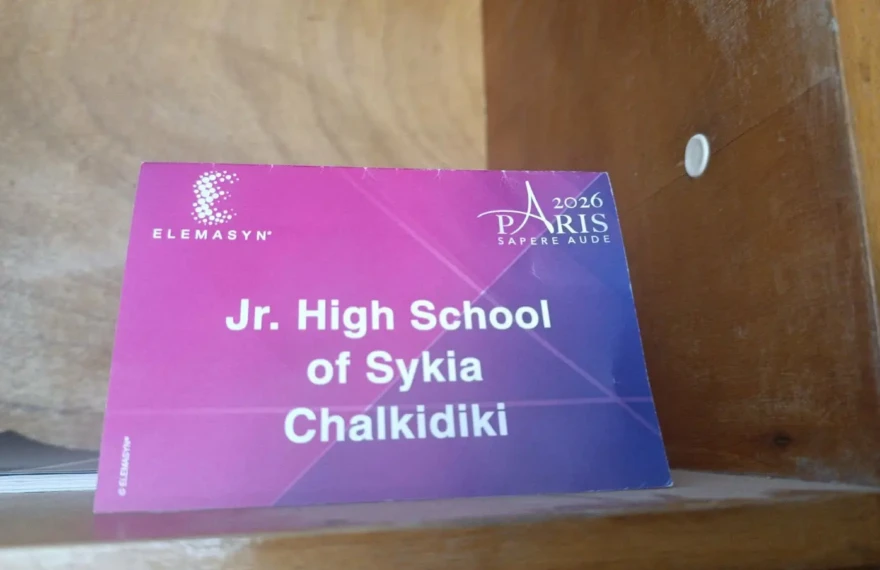 ELEMASYN®
2026
PARIS
SAPERE AUDE
Jr. High School
of Sykia
Chalkidiki
© ELEMASYN®